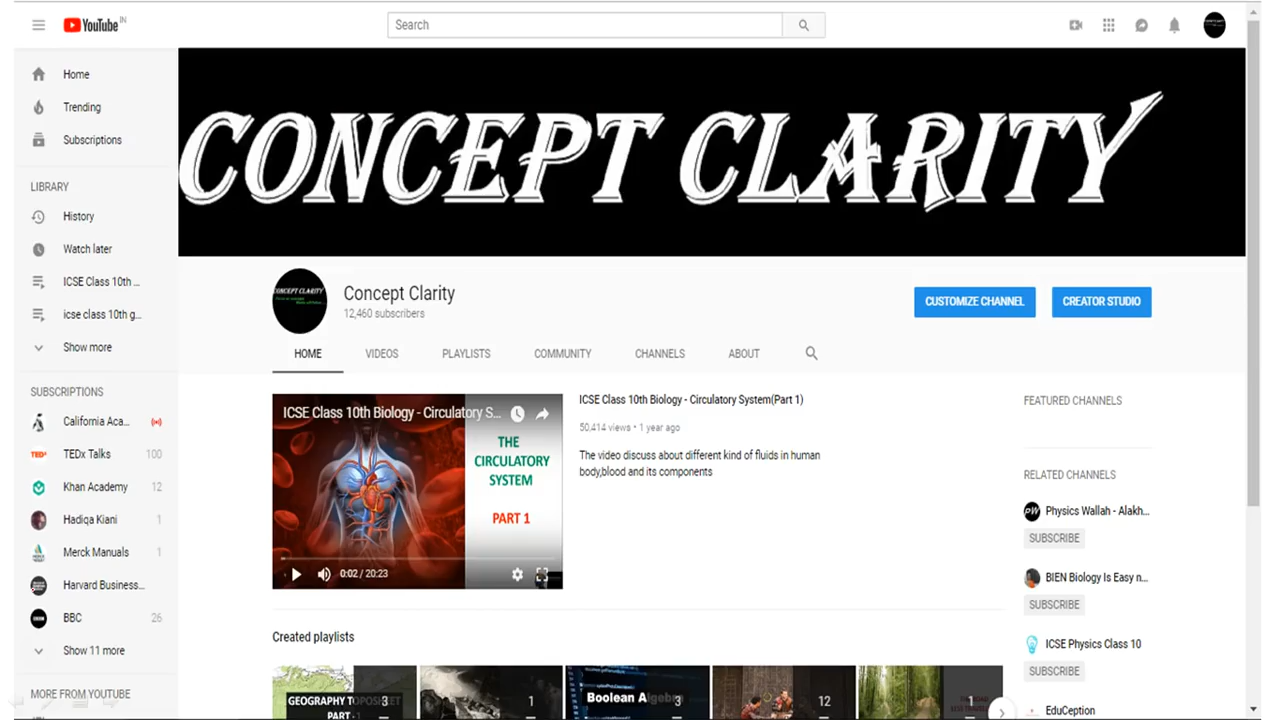 YouTube IN
Search
Home
Trending
Subscriptions
LIBRARY
History
Watch later
ICSE Class 10th ...
icse class 10th g...
Show more
SUBSCRIPTIONS
California Aca...
TEDx Talks 100
Khan Academy 12
Hadiqa Kiani 1
Merck Manuals 1
Harvard Business...
BBC 26
Show 11 more
MORE FROM YOUTUBE
CONCEPT CLARITY
CONCEPT CLARITY
Concept Clarity
12,460 subscribers
CUSTOMIZE CHANNEL
CREATOR STUDIO
HOME VIDEOS PLAYLISTS COMMUNITY CHANNELS ABOUT
ICSE Class 10th Biology - Circulatory S...
THE
CIRCULATORY
SYSTEM
PART 1
0:02 / 20:23
ICSE Class 10th Biology - Circulatory System(Part 1)
50,414 views • 1 year ago
The video discuss about different kind of fluids in human
body,blood and its components
Created playlists
GEOGRAPHY TOPOSHEET
PART - 1
3
1
Boolean Algebra
3
12
1
FEATURED CHANNELS
RELATED CHANNELS
Physics Wallah - Alakh...
SUBSCRIBE
BIEN Biology Is Easy n...
SUBSCRIBE
ICSE Physics Class 10
SUBSCRIBE
EduCeption